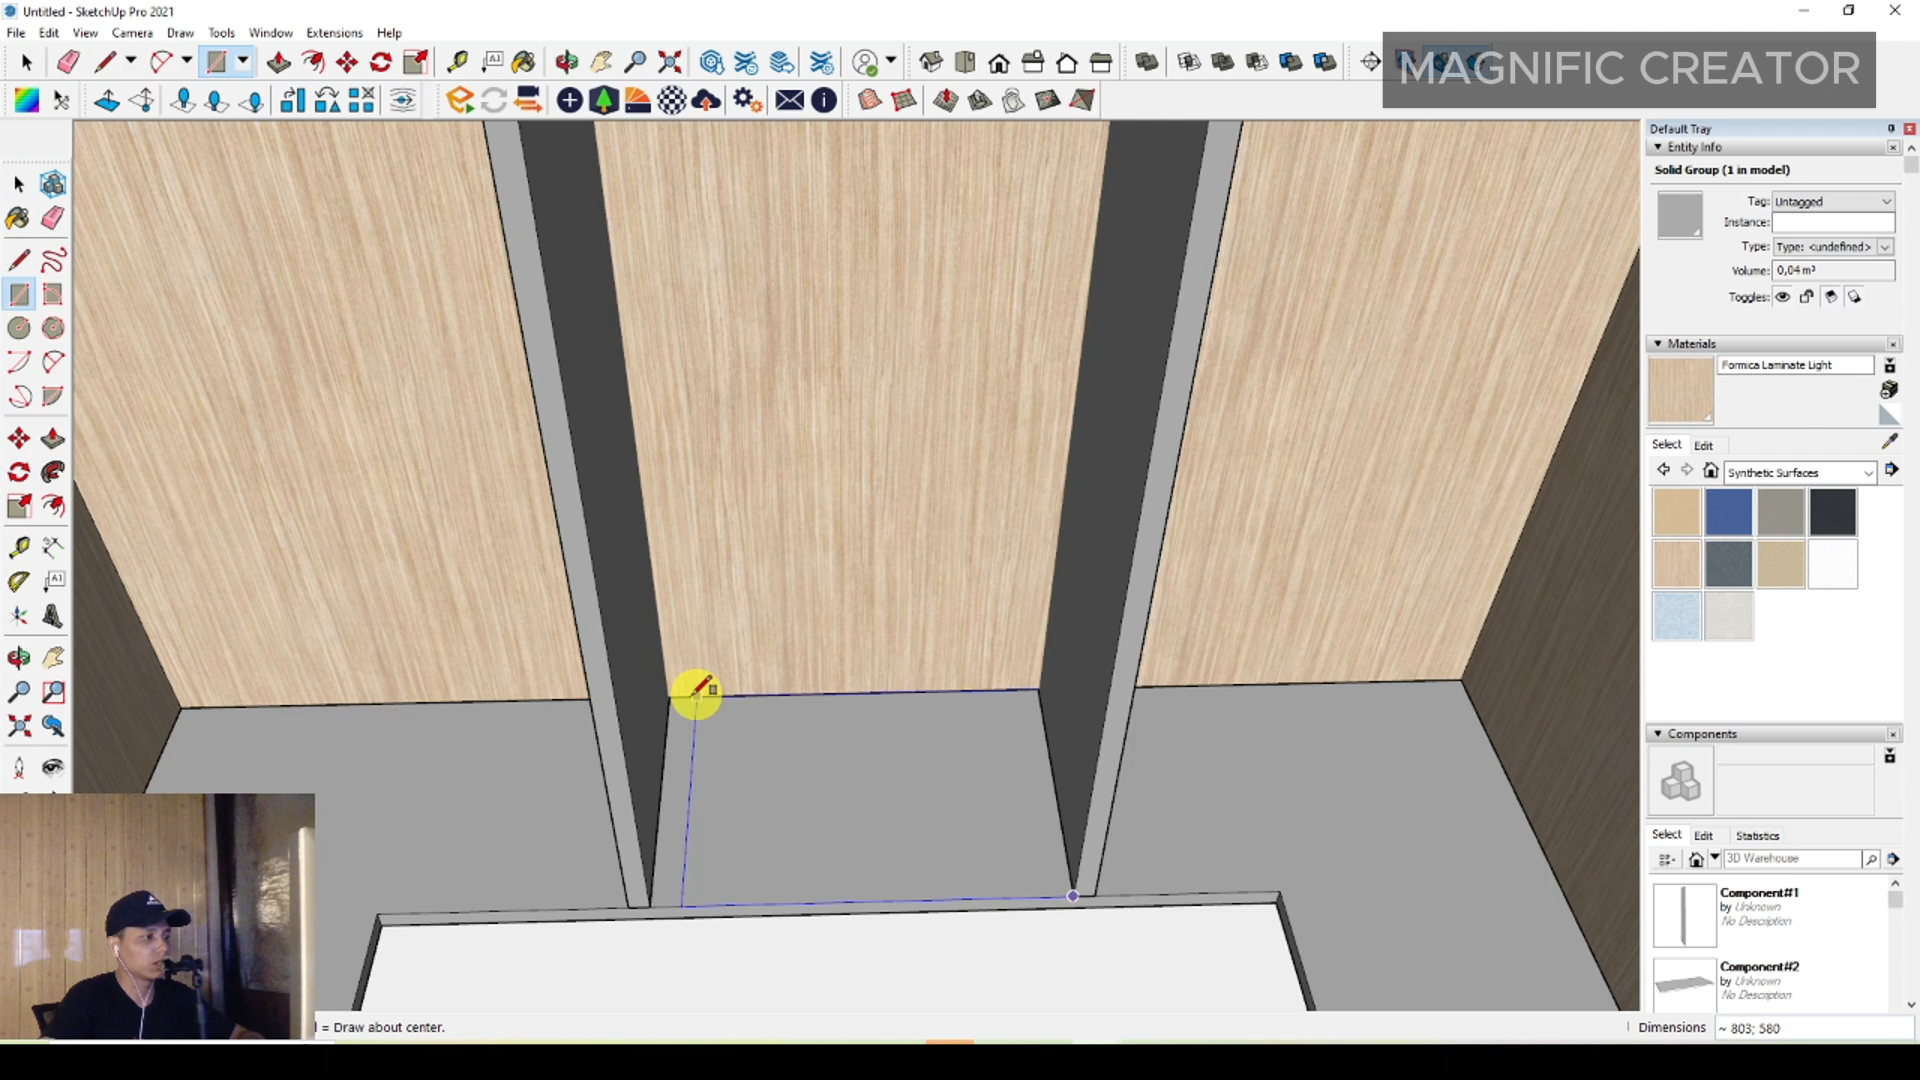 Untitled - SketchUp Pro 2021
File Edit View Camera Draw Tools Window Extensions Help
MAGNIFIC CREATOR
A1
Default Tray
Entity Info
Solid Group (1 in model)
Tag: Untagged
Instance:
Type: Type: <undefined>
Volume: 0,04 m³
Toggles:
Materials
Formica Laminate Light
Select Edit
Synthetic Surfaces
A1
Components
Select Edit Statistics
3D Warehouse
Component#1
by Unknown
No Description
Component#2
by Unknown
No Description
= Draw about center.
Dimensions ~ 803; 580